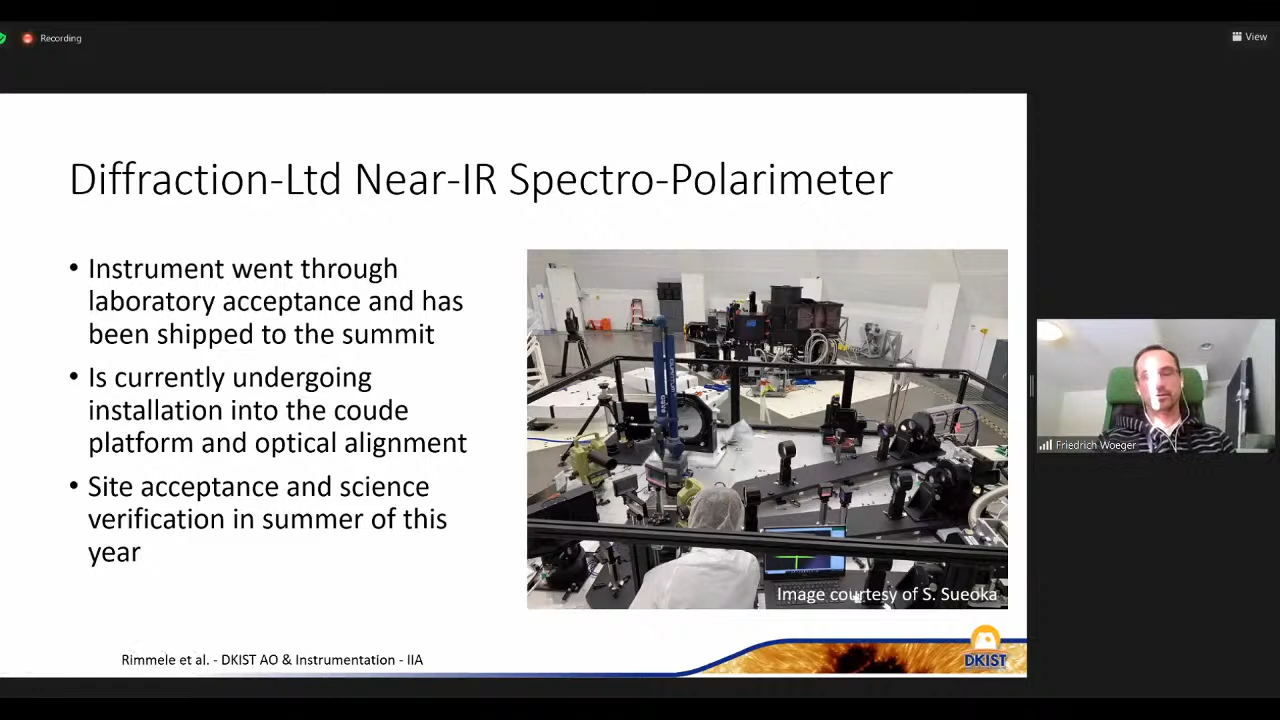 Recording
View
Diffraction-Ltd Near-IR Spectro-Polarimeter
• Instrument went through
laboratory acceptance and has
been shipped to the summit
• Is currently undergoing
installation into the coude
platform and optical alignment
• Site acceptance and science
verification in summer of this
year
Image courtesy of S. Sueoka
Friedrich Woeger
Rimmele et al. - DKIST AO & Instrumentation - IIA
DKIST